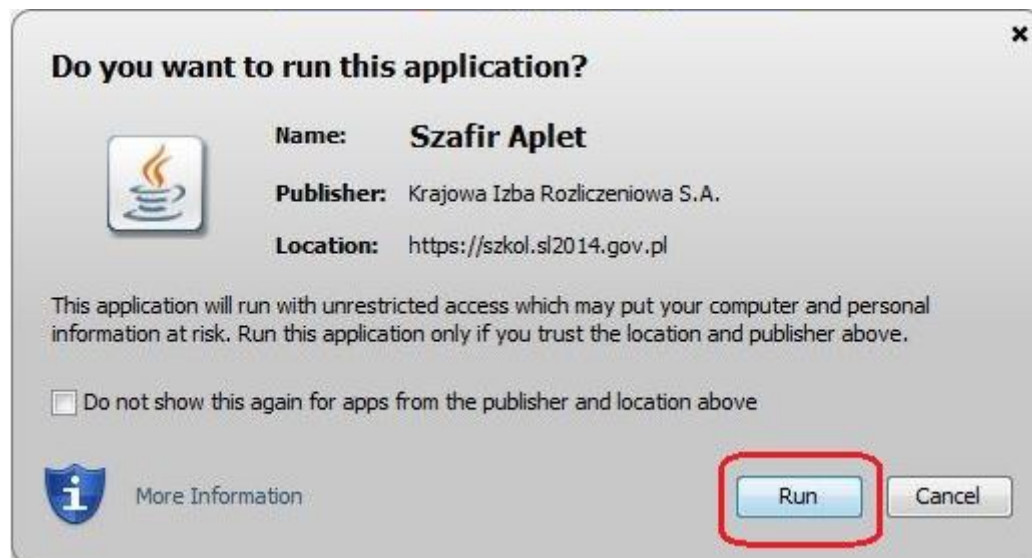 Do you want to run this application?
Name: Szafir Aplet
Publisher: Krajowa Izba Rozliczeniowa S.A.
Location: https://szkol.sl2014.gov.pl
This application will run with unrestricted access which may put your computer and personal
information at risk. Run this application only if you trust the location and publisher above.
Do not show this again for apps from the publisher and location above
More Information
Run
Cancel